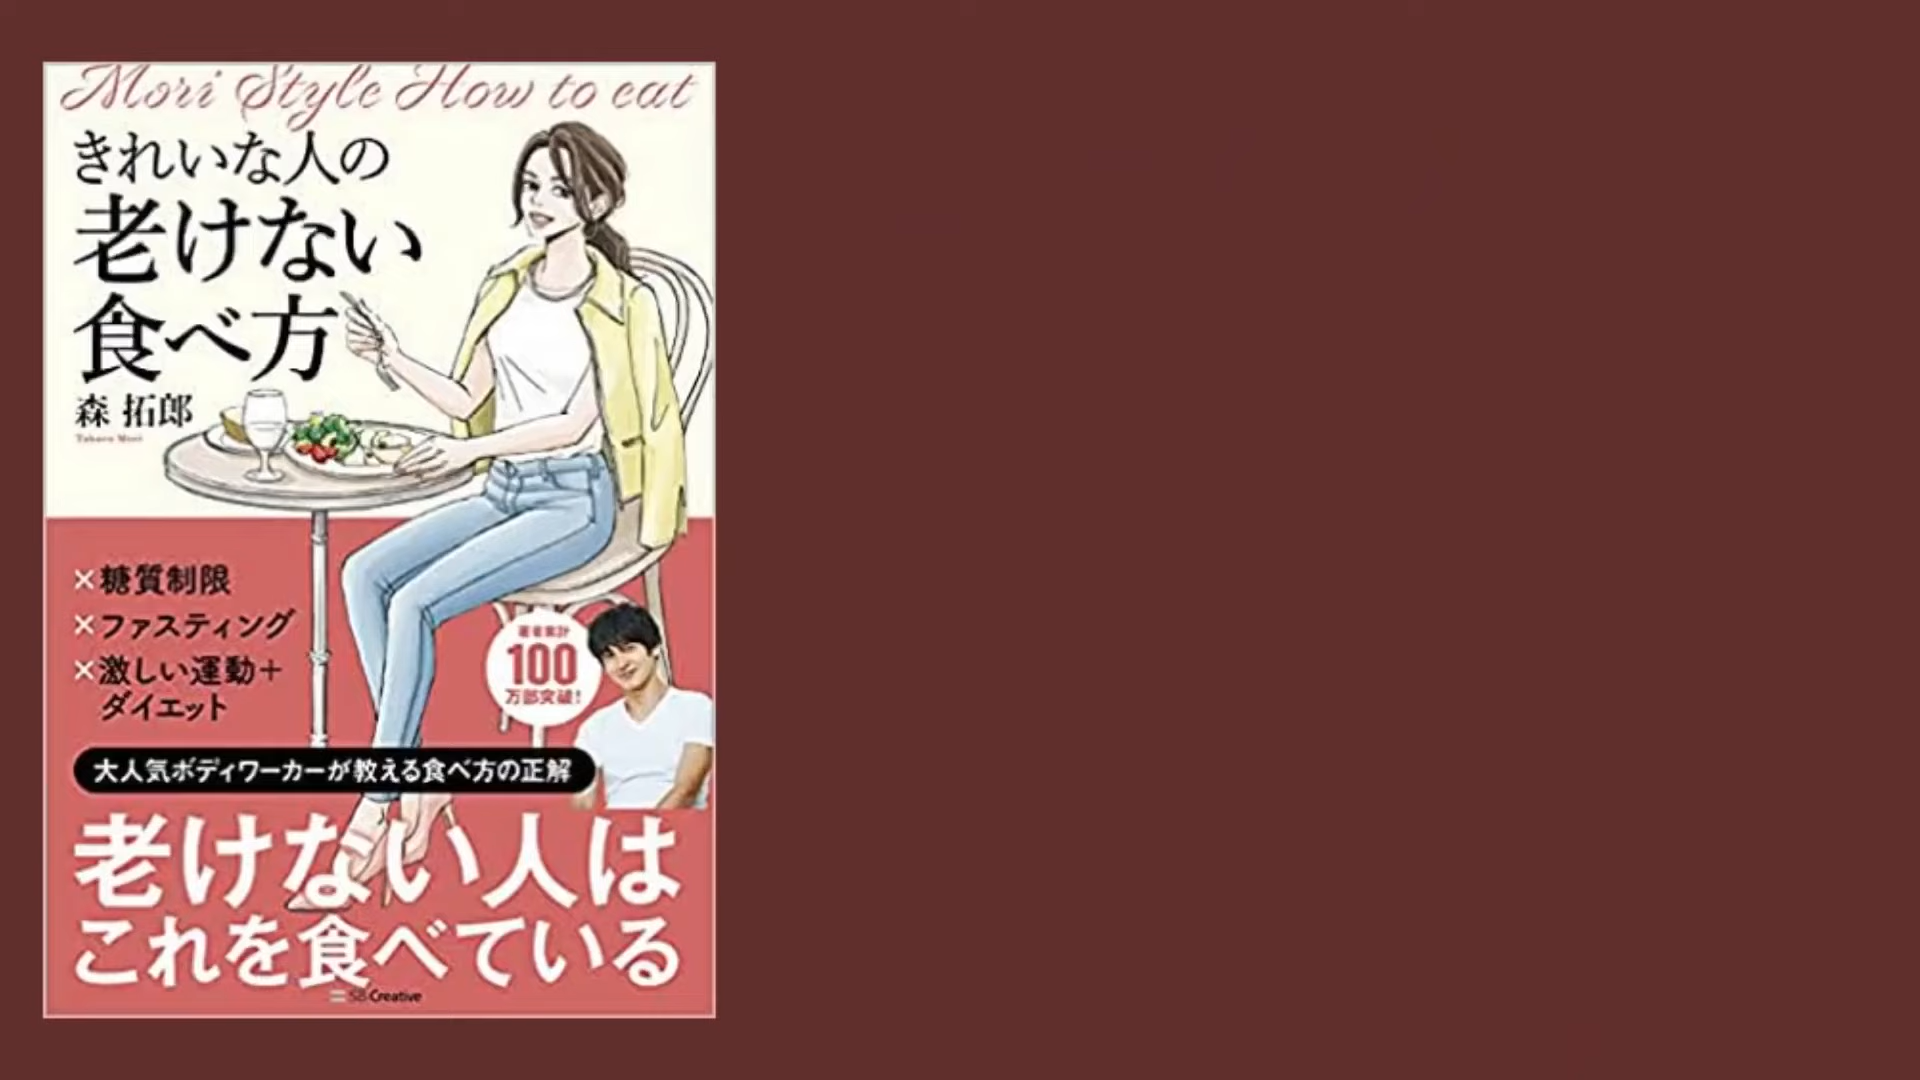 Mori Style How to eat
きれいな人の
老けない
食べ方
森 拓郎
Takuro Mori
×糖質制限
×ファスティング
×激しい運動＋
ダイエット
著者累計
100
万部突破!
大人気ボディワーカーが教える食べ方の正解
老けない人は
これを食べている
SB Creative